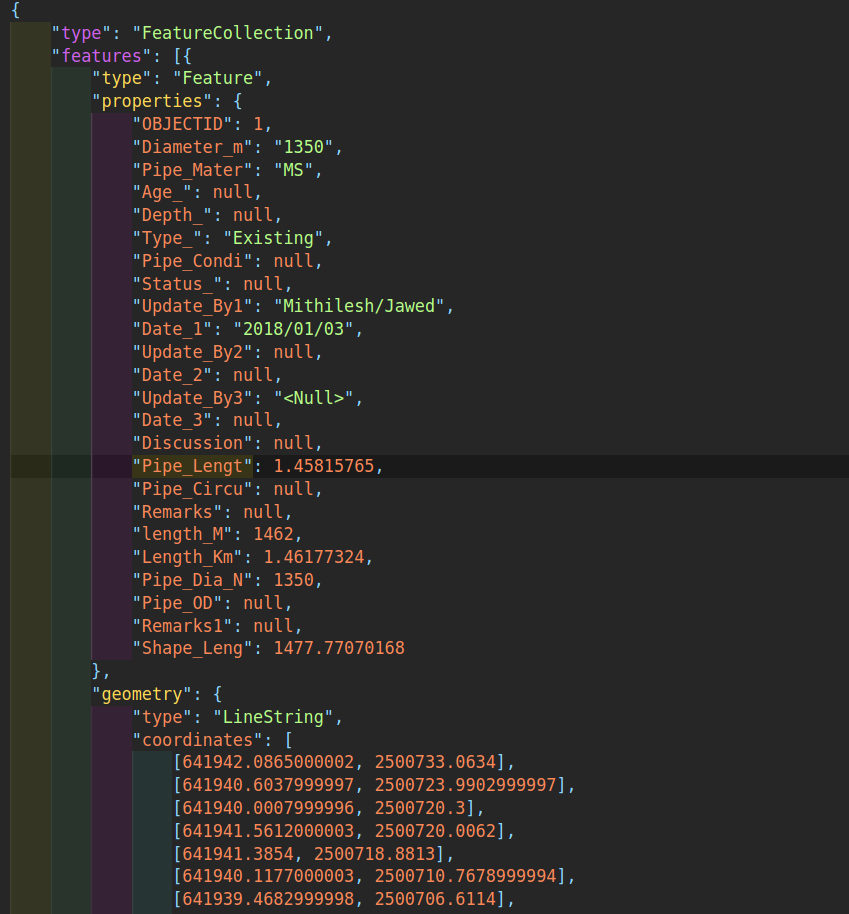 {
"type": "FeatureCollection",
"features": [{
"type": "Feature",
"properties": {
"OBJECTID": 1,
"Diameter_m": "1350",
"Pipe_Mater": "MS",
"Age_": null,
"Depth_": null,
"Type_": "Existing",
"Pipe_Condi": null,
"Status_": null,
"Update_By1": "Mithilesh/Jawed",
"Date_1": "2018/01/03",
"Update_By2": null,
"Date_2": null,
"Update_By3": "<Null>",
"Date_3": null,
"Discussion": null,
"Pipe_Lengt": 1.45815765,
"Pipe_Circu": null,
"Remarks": null,
"length_M": 1462,
"Length_Km": 1.46177324,
"Pipe_Dia_N": 1350,
"Pipe_OD": null,
"Remarks1": null,
"Shape_Leng": 1477.77070168
},
"geometry": {
"type": "LineString",
"coordinates": [
[641942.0865000002, 2500733.0634],
[641940.6037999997, 2500723.9902999997],
[641940.0007999996, 2500720.3],
[641941.5612000003, 2500720.0062],
[641941.3854, 2500718.8813],
[641940.1177000003, 2500710.7678999994],
[641939.4682999998, 2500706.6114],